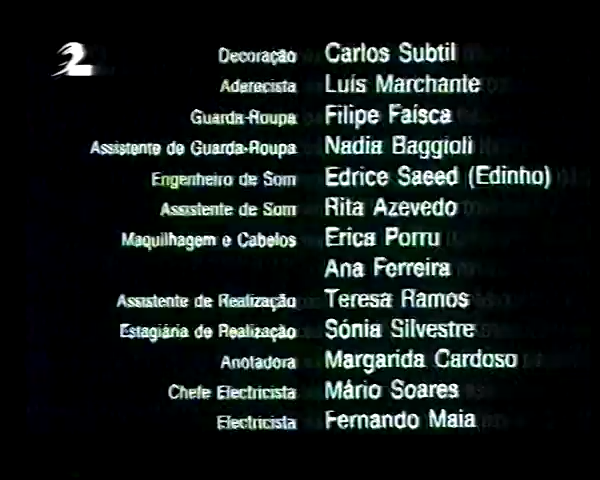 2
Decoração Carlos Subtil
Aderecista Luís Marchante
Guarda-Roupa Filipe Faísca
Assistente de Guarda-Roupa Nadia Baggioli
Engenheiro de Som Edrice Saeed (Edinho)
Assistente de Som Rita Azevedo
Maquilhagem e Cabelos Erica Porru
Ana Ferreira
Assistente de Realização Teresa Ramos
Estagiária de Realização Sónia Silvestre
Anotadora Margarida Cardoso
Chefe Electricista Mário Soares
Electricista Fernando Maia